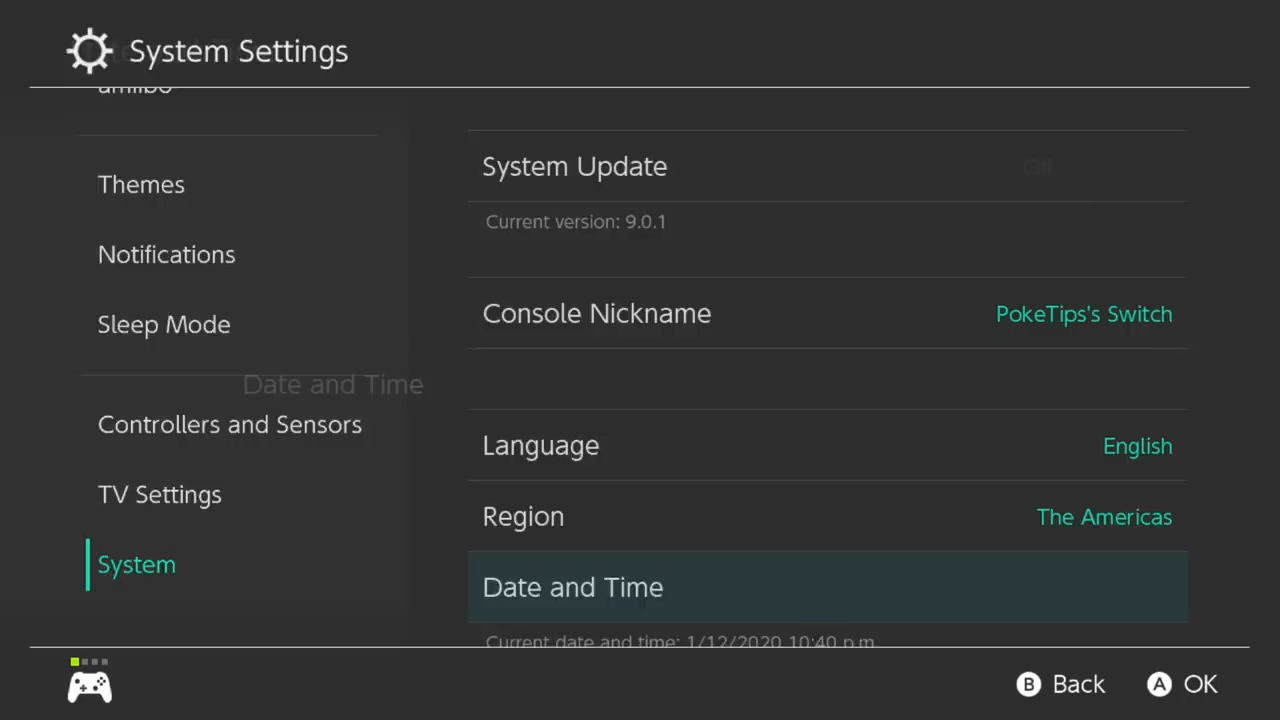 System Settings
amiibo
Themes
Notifications
Sleep Mode
Controllers and Sensors
TV Settings
System
System Update
Off
Current version: 9.0.1
Console Nickname
PokeTips's Switch
Date and Time
Language
English
Region
The Americas
Date and Time
Current date and time: 1/12/2020 10:40 p.m.
B Back
A OK